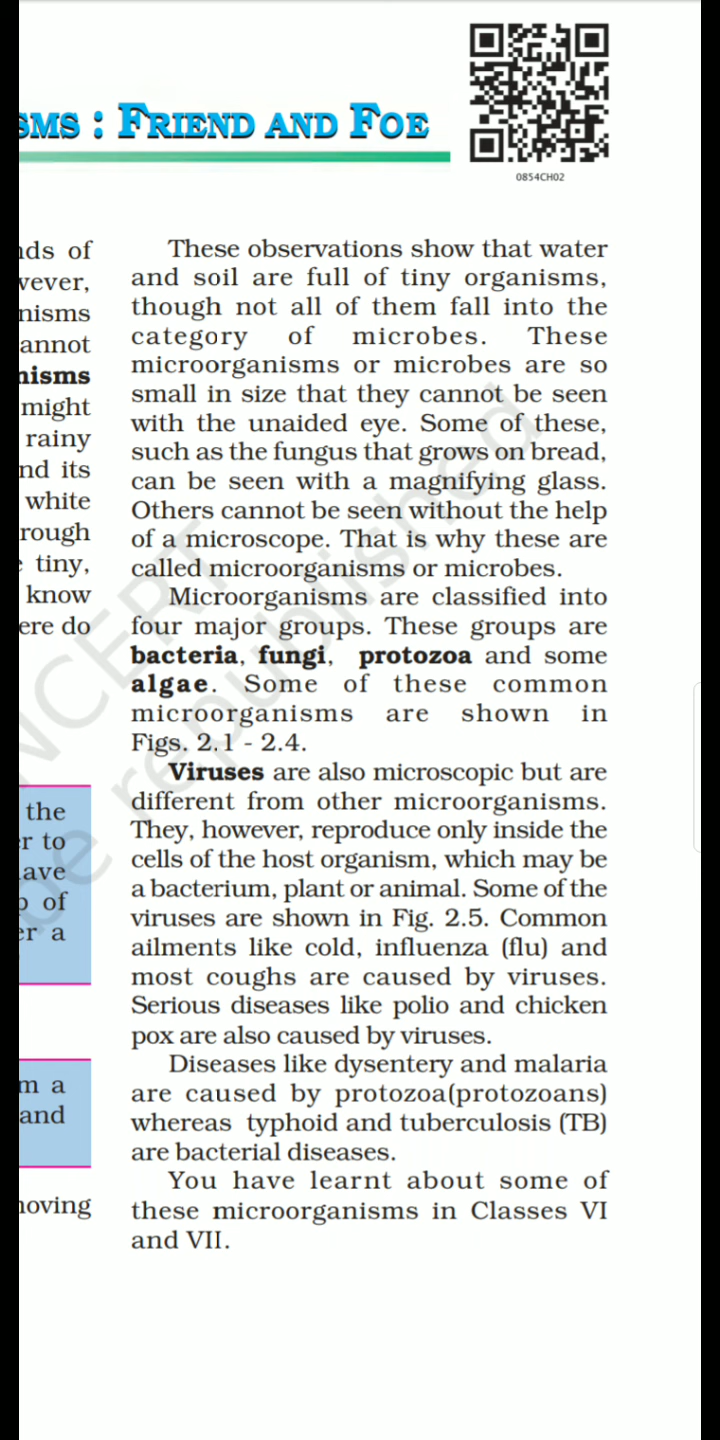 SMS : FRIEND AND FOE
0854CH02
nds of
wever,
nisms
annot
nisms
might
rainy
nd its
white
rough
e tiny,
know
ere do
the
r to
ave
p of
er a
m a
and
noving
These observations show that water
and soil are full of tiny organisms,
though not all of them fall into the
category of microbes. These
microorganisms or microbes are so
small in size that they cannot be seen
with the unaided eye. Some of these,
such as the fungus that grows on bread,
can be seen with a magnifying glass.
Others cannot be seen without the help
of a microscope. That is why these are
called microorganisms or microbes.
Microorganisms are classified into
four major groups. These groups are
bacteria, fungi, protozoa and some
algae. Some of these common
microorganisms are shown in
Figs. 2.1 - 2.4.
Viruses are also microscopic but are
different from other microorganisms.
They, however, reproduce only inside the
cells of the host organism, which may be
a bacterium, plant or animal. Some of the
viruses are shown in Fig. 2.5. Common
ailments like cold, influenza (flu) and
most coughs are caused by viruses.
Serious diseases like polio and chicken
pox are also caused by viruses.
Diseases like dysentery and malaria
are caused by protozoa(protozoans)
whereas typhoid and tuberculosis (TB)
are bacterial diseases.
You have learnt about some of
these microorganisms in Classes VI
and VII.
NCERT
be republished